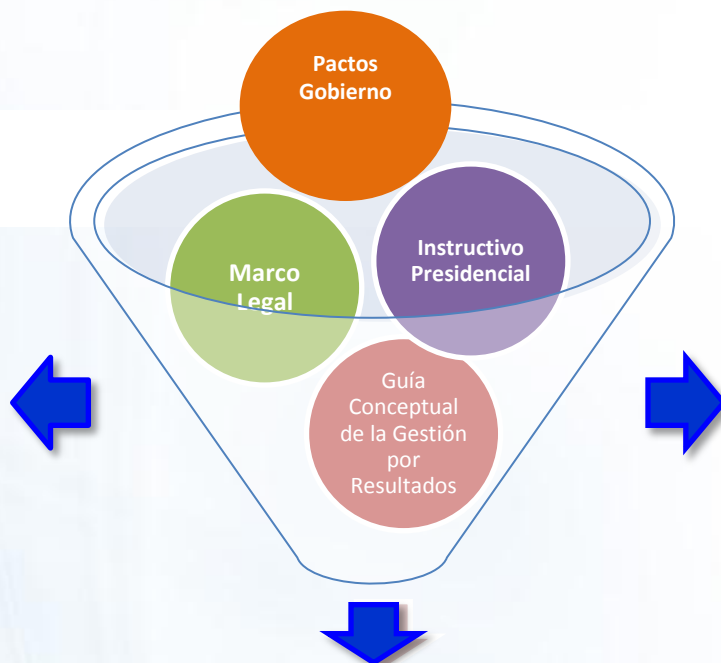 Pactos
Gobierno
Marco
Legal
Instructivo
Presidencial
Guía
Conceptual
de la Gestión
por
Resultados